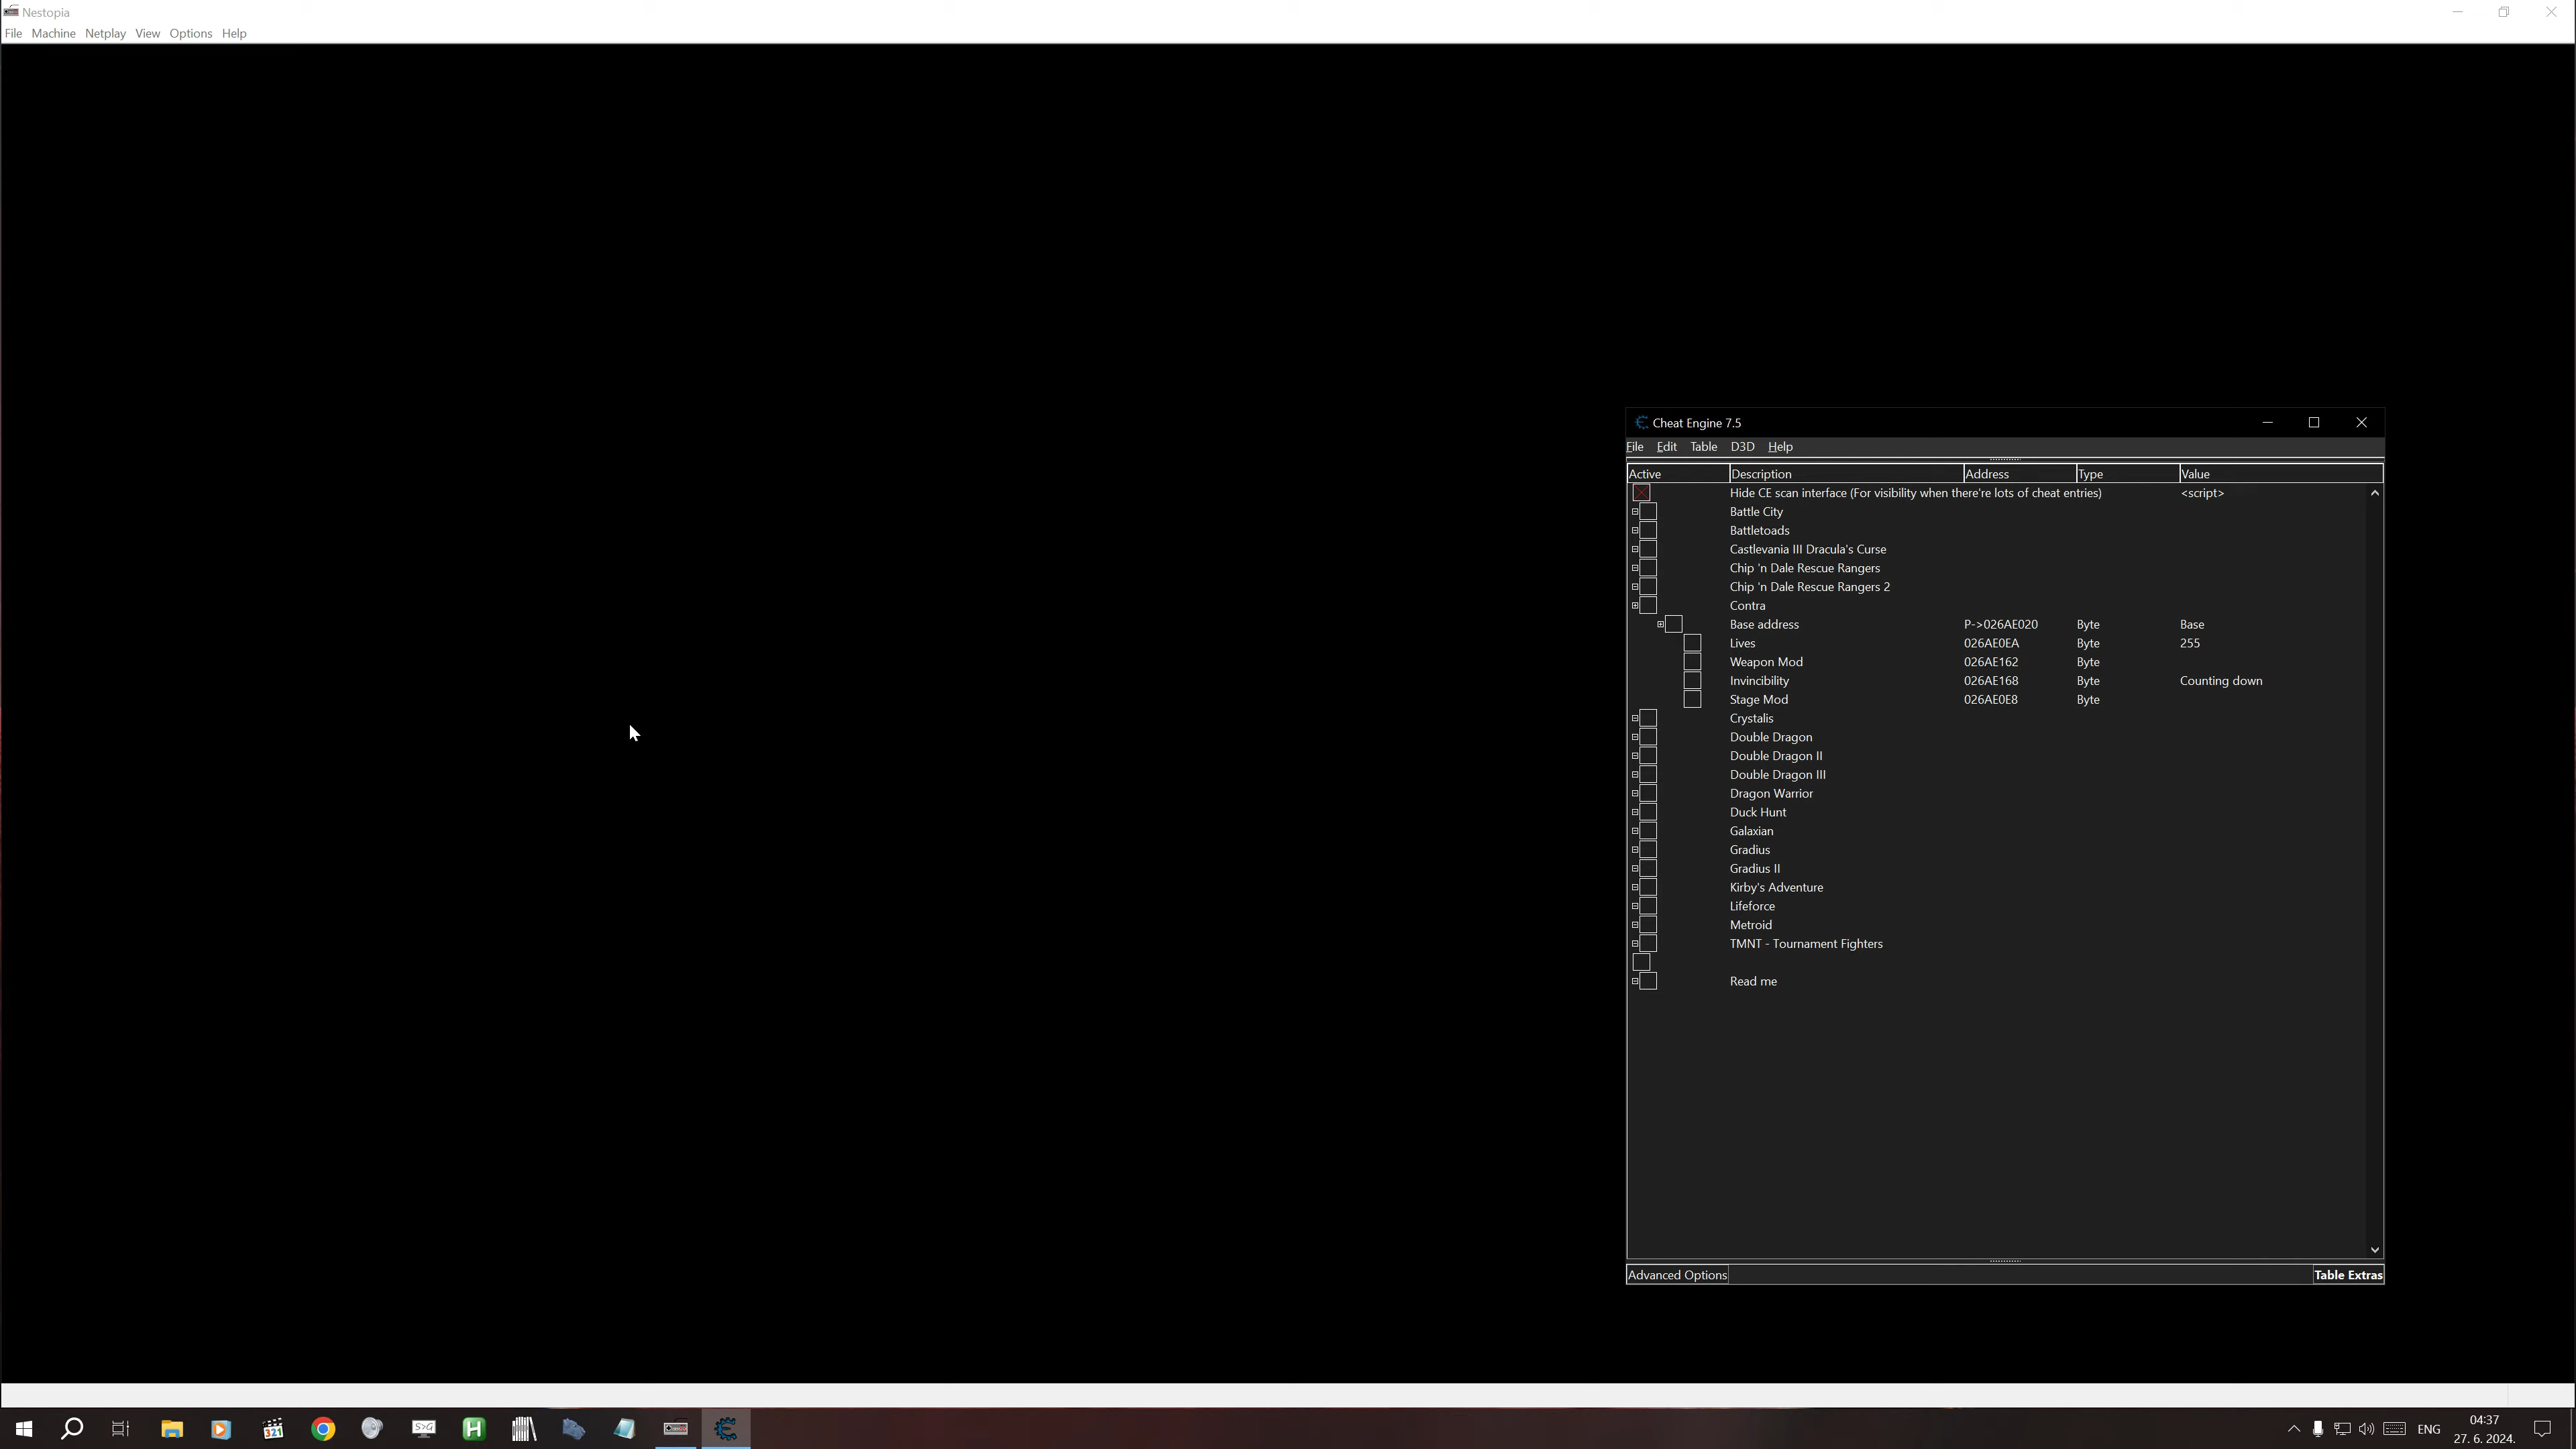 Nestopia
File Machine Netplay View Options Help
Cheat Engine 7.5
File Edit Table D3D Help
Active Description Address Type Value
Hide CE scan interface (For visibility when there're lots of cheat entries) <script>
Battle City
Battletoads
Castlevania III Dracula's Curse
Chip 'n Dale Rescue Rangers
Chip 'n Dale Rescue Rangers 2
Contra
Base address P->026AE020 Byte Base
Lives 026AE0EA Byte 255
Weapon Mod 026AE162 Byte
Invincibility 026AE168 Byte Counting down
Stage Mod 026AE0E8 Byte
Crystalis
Double Dragon
Double Dragon II
Double Dragon III
Dragon Warrior
Duck Hunt
Galaxian
Gradius
Gradius II
Kirby's Adventure
Lifeforce
Metroid
TMNT - Tournament Fighters
Read me
Advanced Options Table Extras
321 S>G H ENG 04:37
27. 6. 2024.